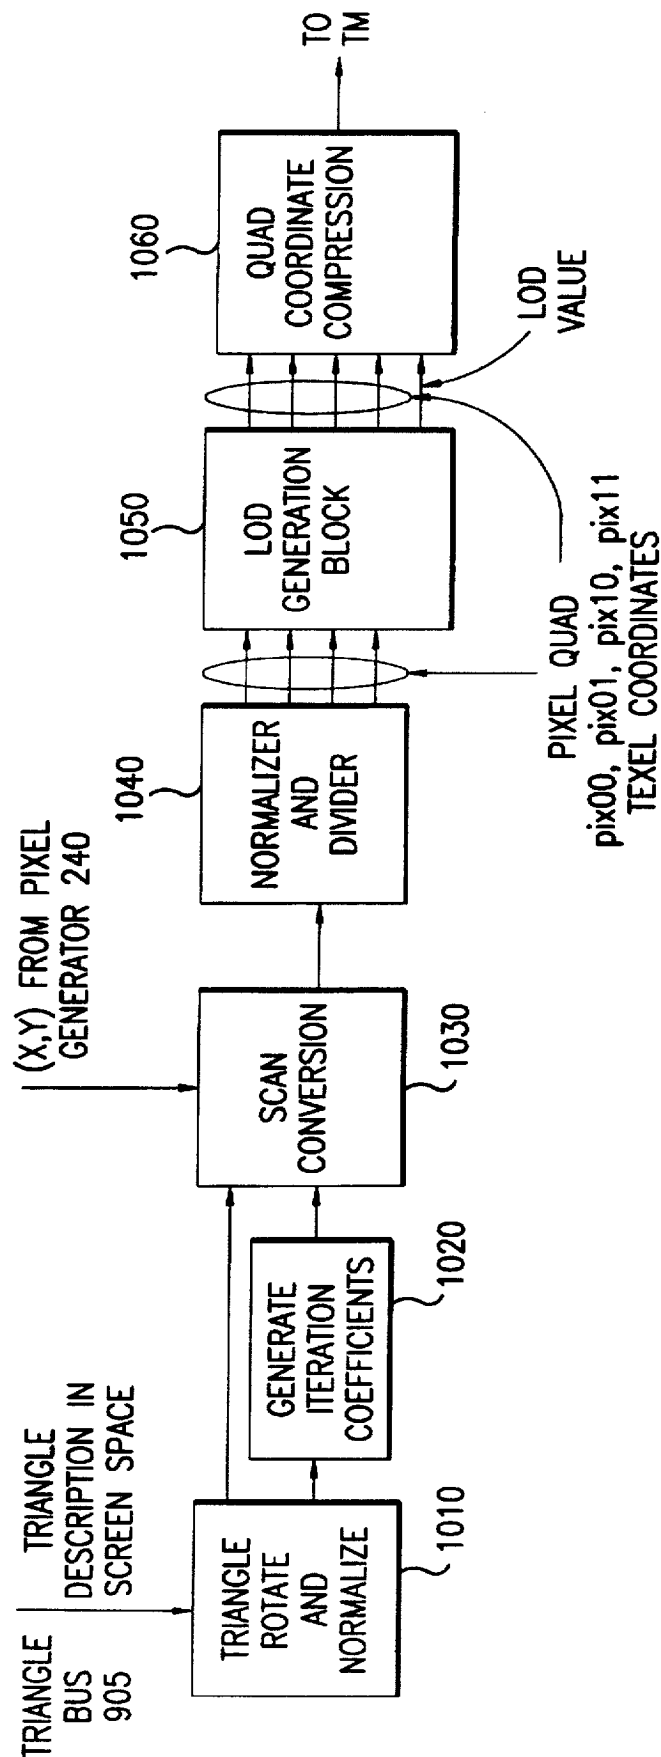 TRIANGLE
BUS
905
TRIANGLE
DESCRIPTION IN
SCREEN SPACE
TRIANGLE
ROTATE
AND
NORMALIZE
1010
GENERATE
ITERATION
COEFFICIENTS
1020
(X,Y) FROM PIXEL
GENERATOR 240
SCAN
CONVERSION
1030
1040
NORMALIZER
AND
DIVIDER
1050
LOD
GENERATION
BLOCK
PIXEL QUAD
pix00, pix01, pix10, pix11
TEXEL COORDINATES
LOD
VALUE
1060
QUAD
COORDINATE
COMPRESSION
TO
TM